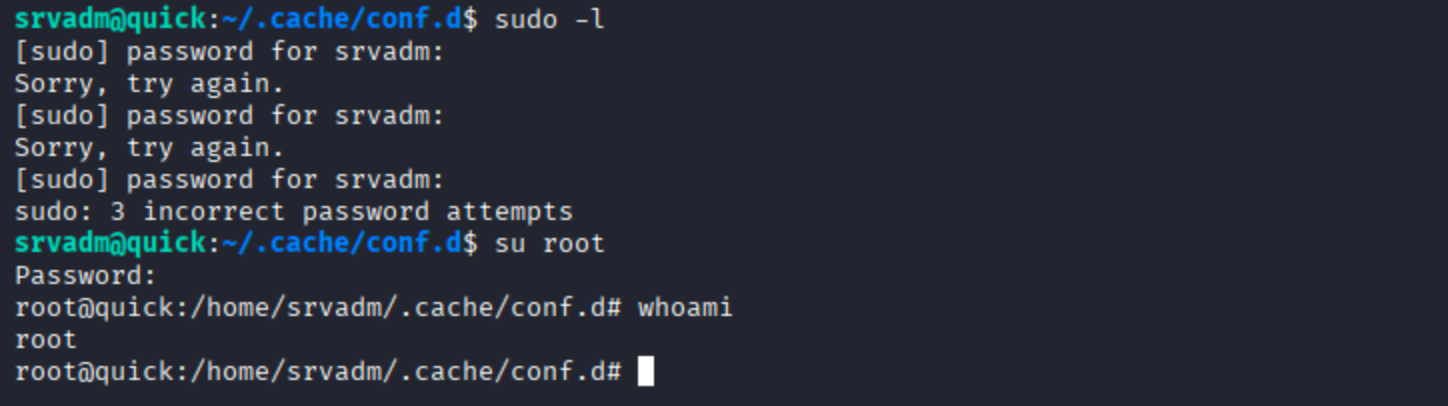 srvadm@quick:~/.cache/conf.d$ sudo -l
[sudo] password for srvadm:
Sorry, try again.
[sudo] password for srvadm:
Sorry, try again.
[sudo] password for srvadm:
sudo: 3 incorrect password attempts
srvadm@quick:~/.cache/conf.d$ su root
Password:
root@quick:/home/srvadm/.cache/conf.d# whoami
root
root@quick:/home/srvadm/.cache/conf.d#